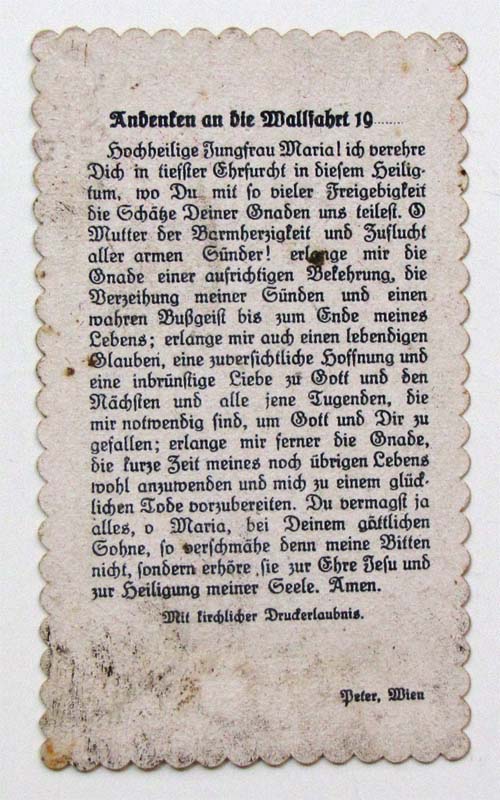 Andenken an die Wallfahrt 19........
Hochheilige Jungfrau Maria! ich verehre
Dich in tiefster Ehrfurcht in diesem Heilig-
tum, wo Du mit so vieler Freigebigkeit
die Schätze Deiner Gnaden uns teilest. O
Mutter der Barmherzigkeit und Zuflucht
aller armen Sünder! erlange mir die
Gnade einer aufrichtigen Bekehrung, die
Verzeihung meiner Sünden und einen
wahren Bußgeist bis zum Ende meines
Lebens; erlange mir auch einen lebendigen
Glauben, eine zuversichtliche Hoffnung und
eine inbrünstige Liebe zu Gott und den
Nächsten und alle jene Tugenden, die
mir notwendig sind, um Gott und Dir zu
gefallen; erlange mir ferner die Gnade,
die kurze Zeit meines noch übrigen Lebens
wohl anzuwenden und mich zu einem glück-
lichen Tode vorzubereiten. Du vermagst ja
alles, o Maria, bei Deinem göttlichen
Sohne, so verschmähe denn meine Bitten
nicht, sondern erhöre sie zur Ehre Jesu und
zur Heiligung meiner Seele. Amen.
Mit kirchlicher Druckerlaubnis.
Peter, Wien